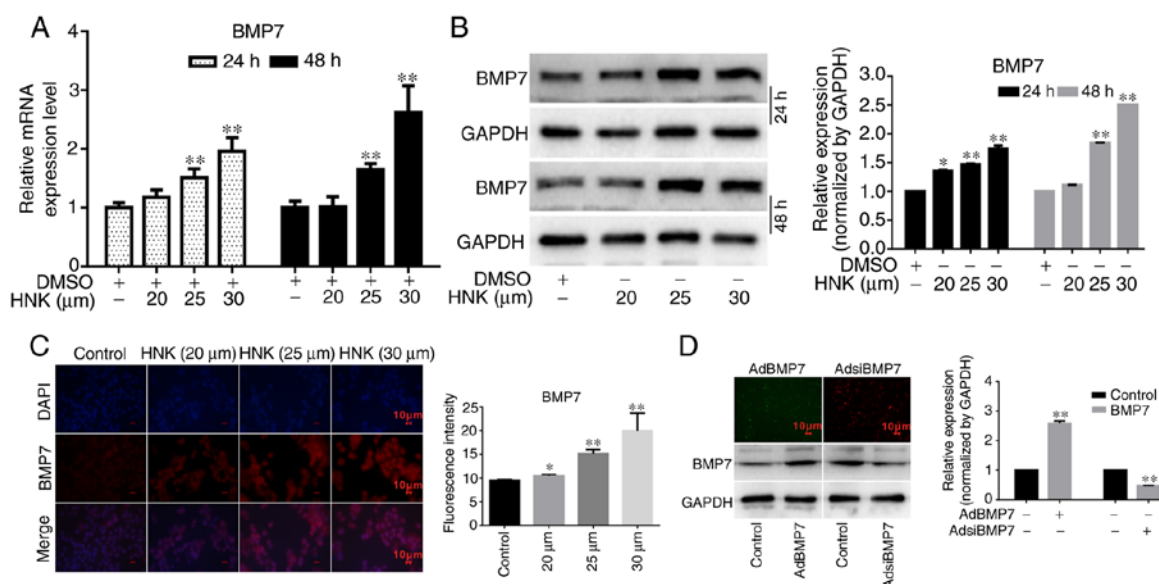 A
BMP7
24 h 48 h
Relative mRNA
expression level
4
3
2
1
0
** ** ** **
DMSO + + + + + + + +
HNK (μm) – 20 25 30 – 20 25 30
B
BMP7
GAPDH
24 h
BMP7
GAPDH
48 h
DMSO + – – –
HNK (μm) – 20 25 30
BMP7
24 h 48 h
Relative expression
(normalized by GAPDH)
3.0
2.5
2.0
1.5
1.0
0.5
0.0
* ** ** ** **
DMSO + – – – + – – –
HNK (μm) – 20 25 30 – 20 25 30
C
Control HNK (20 μm) HNK (25 μm) HNK (30 μm)
DAPI
10μm
BMP7
10μm
Merge
10μm
BMP7
Fluorescence intensity
25
20
15
10
5
0
* ** **
Control 20 μm 25 μm 30 μm
D
AdBMP7 AdsiBMP7
10μm 10μm
BMP7
GAPDH
Control AdBMP7 Control AdsiBMP7
Relative expression
(normalized by GAPDH)
4
3
2
1
0
Control
BMP7
** **
AdBMP7 – + – –
AdsiBMP7 – – – +